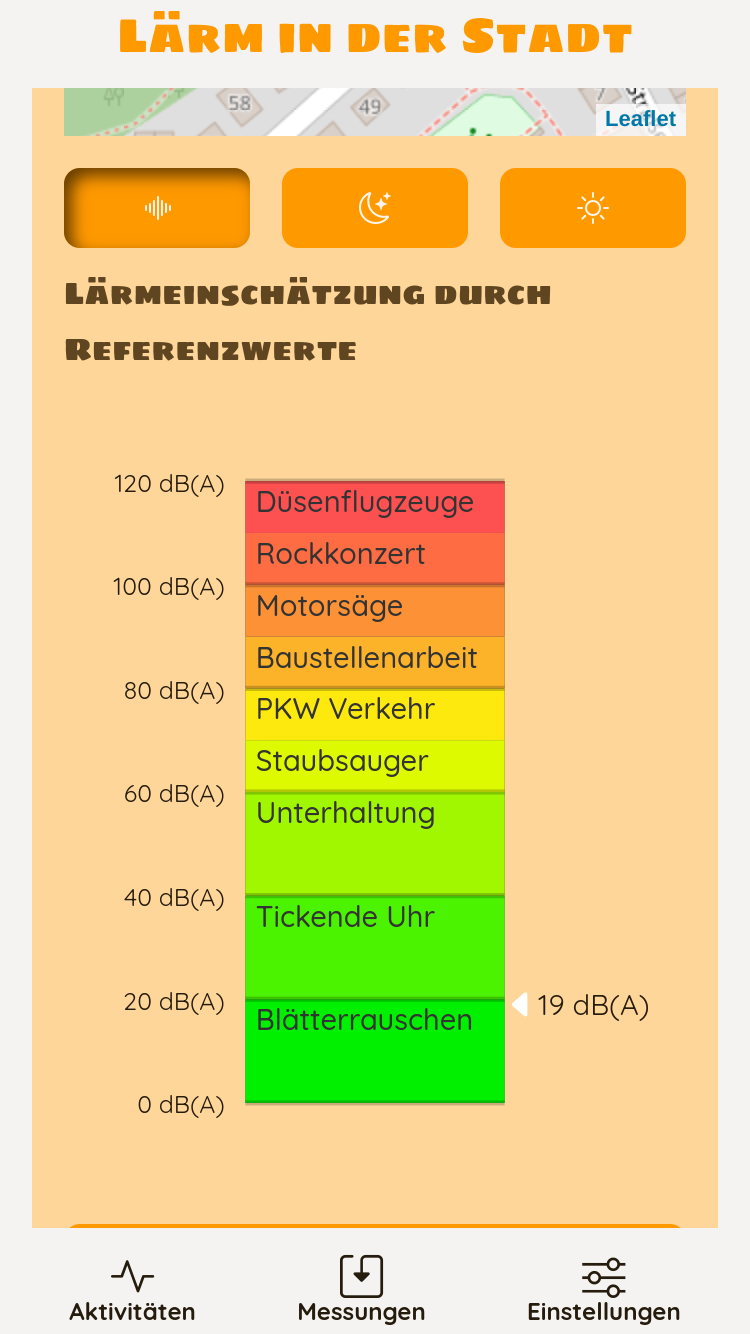 Lärm in der Stadt
58
49
7
Leaflet
Lärmeinschätzung durch
Referenzwerte
120 dB(A)
Düsenflugzeuge
Rockkonzert
100 dB(A)
Motorsäge
Baustellenarbeit
80 dB(A)
PKW Verkehr
Staubsauger
60 dB(A)
Unterhaltung
40 dB(A)
Tickende Uhr
20 dB(A)
19 dB(A)
Blätterrauschen
0 dB(A)
Aktivitäten
Messungen
Einstellungen